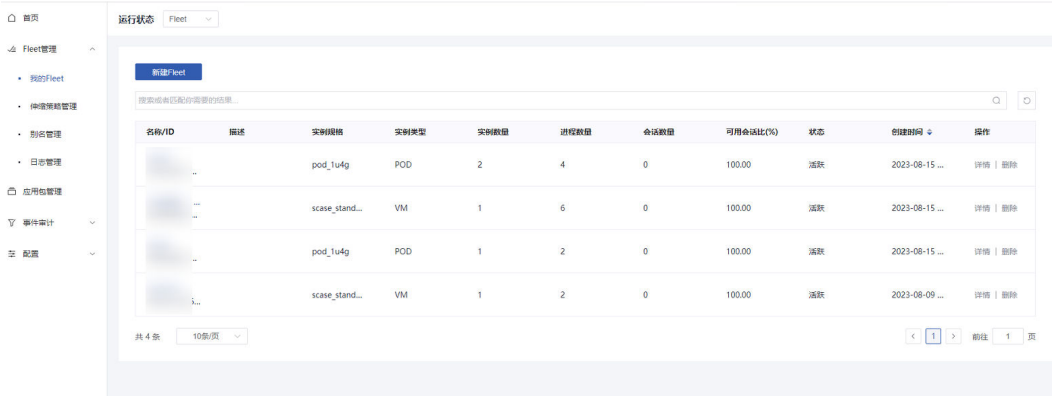 首页
运行状态 Fleet
Fleet管理
我的Fleet
伸缩策略管理
别名管理
日志管理
应用包管理
事件审计
配置
新建Fleet
搜索或者匹配你需要的结果...
名称/ID 描述 实例规格 实例类型 实例数量 进程数量 会话数量 可用会话比(%) 状态 创建时间 操作
.. pod_1u4g POD 2 4 0 100.00 活跃 2023-08-15 ... 详情 | 删除
... ... scase_stand... VM 1 6 0 100.00 活跃 2023-08-15 ... 详情 | 删除
.. pod_1u4g POD 1 2 0 100.00 活跃 2023-08-15 ... 详情 | 删除
... scase_stand... VM 1 2 0 100.00 活跃 2023-08-09 ... 详情 | 删除
共 4 条 10条/页 < 1 > 前往 1 页